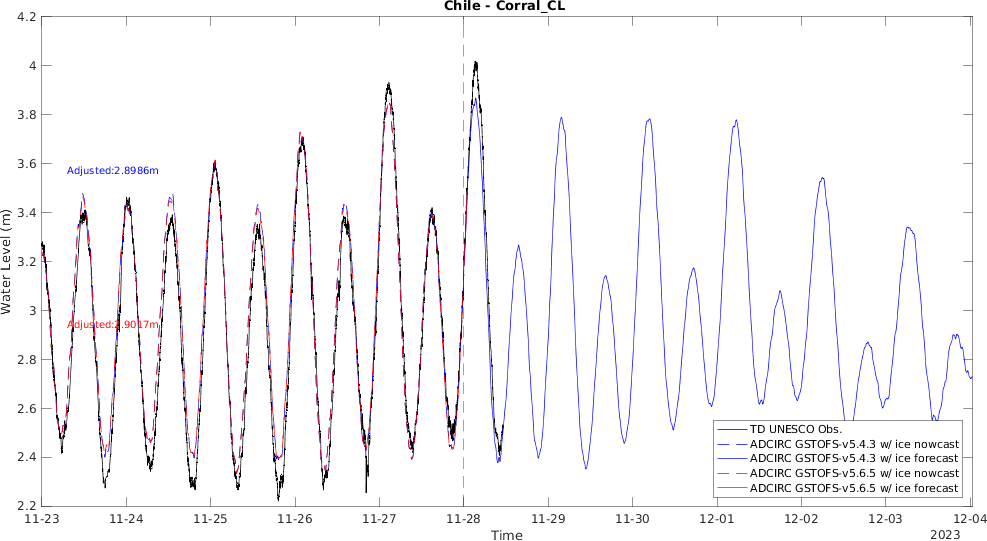 Chile - Corral_CL
4.2
4
3.8
3.6
3.4
3.2
3
2.8
2.6
2.4
2.2
Water Level (m)
Adjusted:2.8986m
Adjusted:2.9017m
TD UNESCO Obs.
ADCIRC GSTOFS-v5.4.3 w/ ice nowcast
ADCIRC GSTOFS-v5.4.3 w/ ice forecast
ADCIRC GSTOFS-v5.6.5 w/ ice nowcast
ADCIRC GSTOFS-v5.6.5 w/ ice forecast
11-23 11-24 11-25 11-26 11-27 11-28 11-29 11-30 12-01 12-02 12-03 12-04
Time
2023